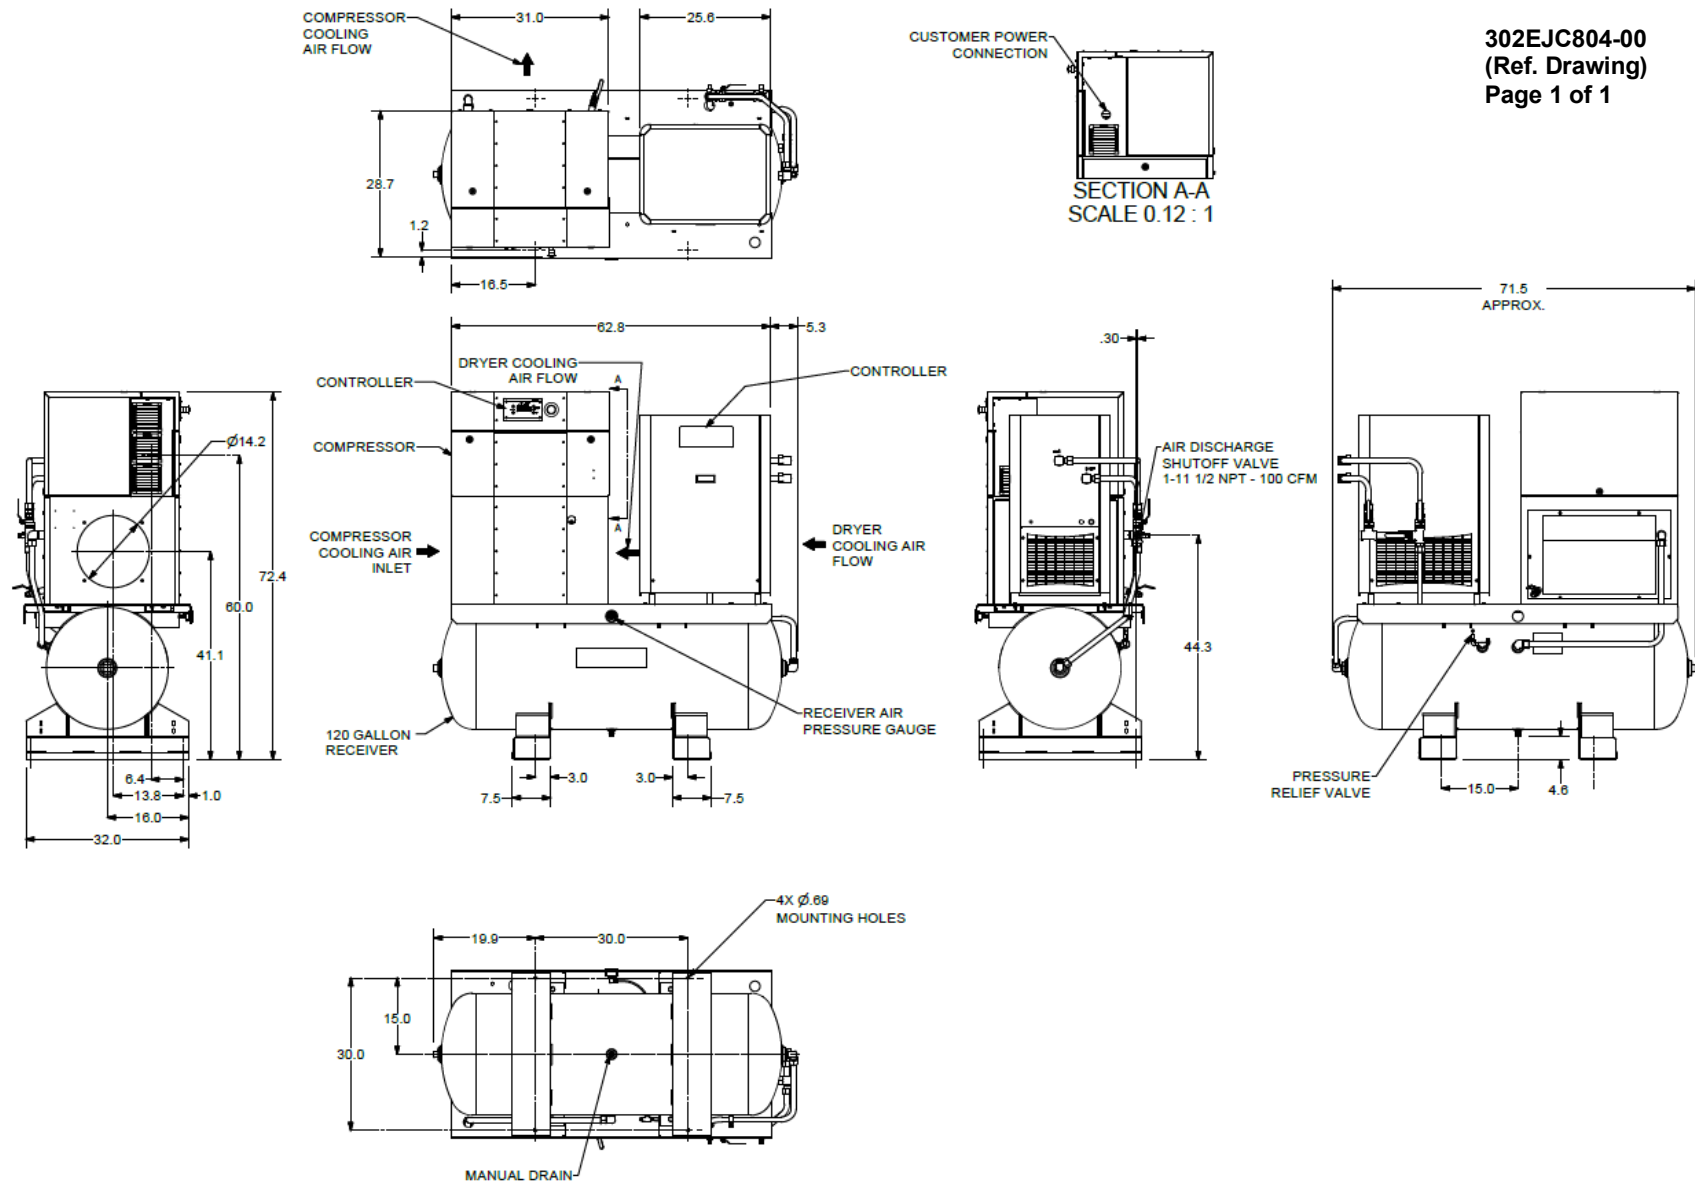 COMPRESSOR
COOLING
AIR FLOW
31.0
25.6
28.7
1.2
16.5
CUSTOMER POWER
CONNECTION
SECTION A-A
SCALE 0.12 : 1
302EJC804-00
(Ref. Drawing)
Page 1 of 1
Ø14.2
72.4
60.0
41.1
6.4
13.8
1.0
16.0
32.0
62.8
5.3
DRYER COOLING
AIR FLOW
A
CONTROLLER
CONTROLLER
COMPRESSOR
A
COMPRESSOR
COOLING AIR
INLET
DRYER
COOLING AIR
FLOW
120 GALLON
RECEIVER
RECEIVER AIR
PRESSURE GAUGE
3.0
3.0
7.5
7.5
.30
AIR DISCHARGE
SHUTOFF VALVE
1-11 1/2 NPT - 100 CFM
44.3
71.5
APPROX.
PRESSURE
RELIEF VALVE
15.0
4.6
4X Ø.69
MOUNTING HOLES
19.9
30.0
15.0
30.0
MANUAL DRAIN